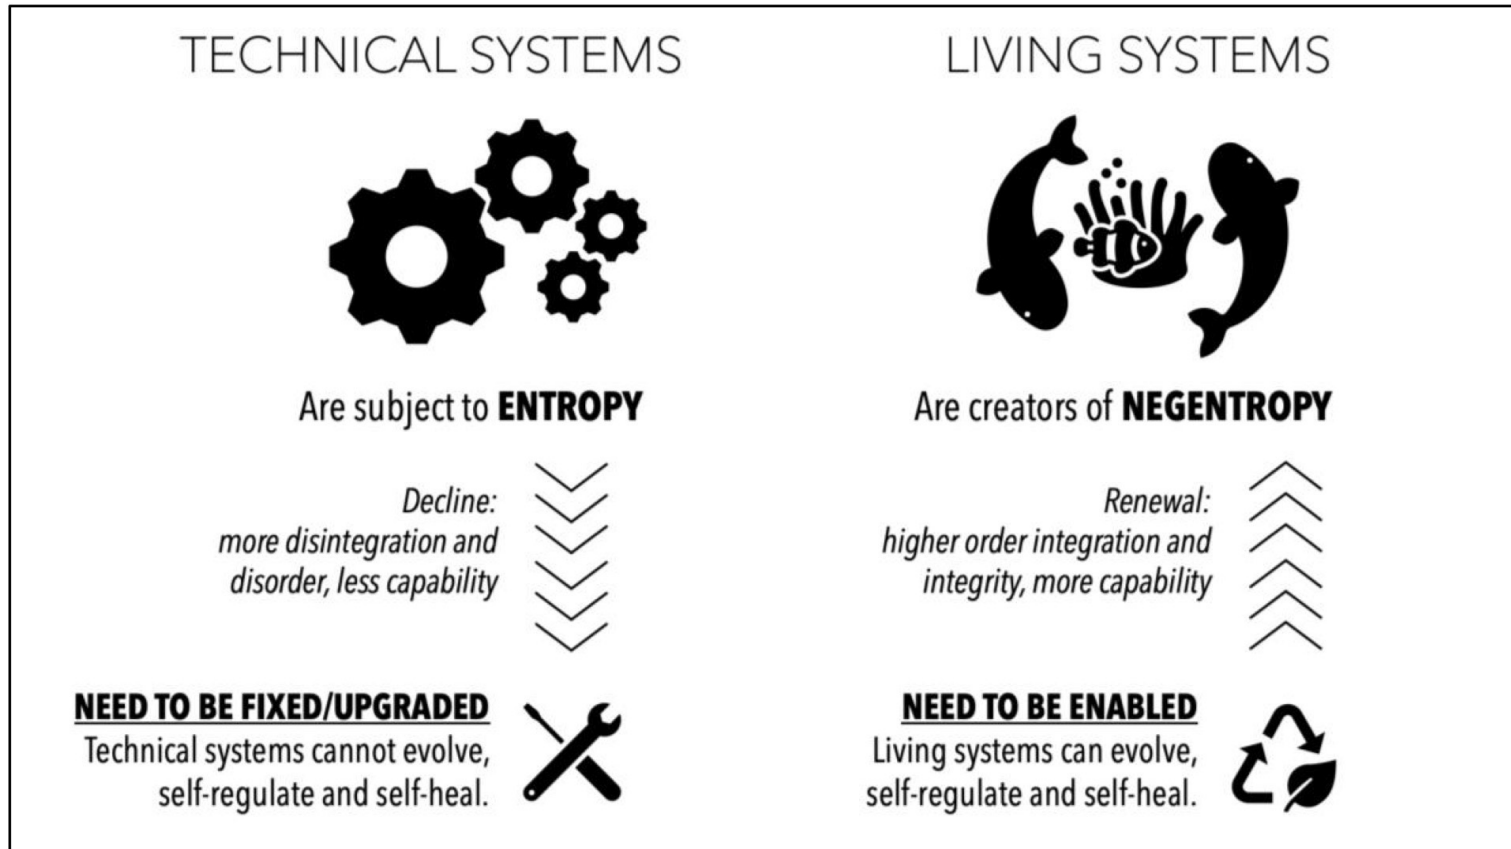 TECHNICAL SYSTEMS
Are subject to ENTROPY
Decline:
more disintegration and
disorder, less capability
NEED TO BE FIXED/UPGRADED
Technical systems cannot evolve,
self-regulate and self-heal.
LIVING SYSTEMS
Are creators of NEGENTROPY
Renewal:
higher order integration and
integrity, more capability
NEED TO BE ENABLED
Living systems can evolve,
self-regulate and self-heal.